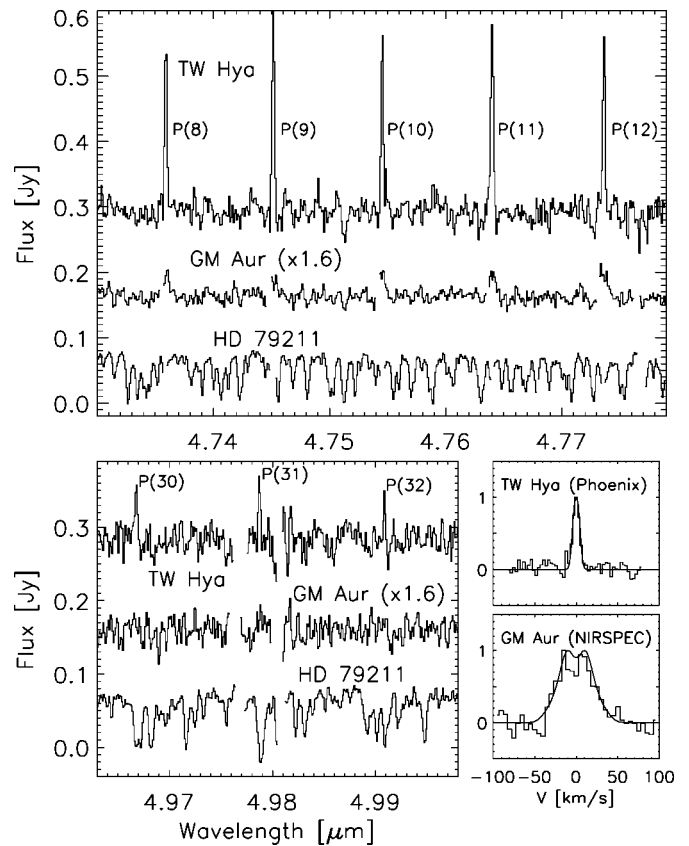 0.6
0.5
0.4
0.3
0.2
0.1
0.0
Flux [Jy]
TW Hya
P(8)
P(9)
P(10)
P(11)
P(12)
GM Aur (x1.6)
HD 79211
4.74
4.75
4.76
4.77
0.3
0.2
0.1
0.0
Flux [Jy]
P(30)
P(31)
P(32)
TW Hya
GM Aur (x1.6)
HD 79211
4.97
4.98
4.99
Wavelength [μm]
TW Hya (Phoenix)
1
0
GM Aur (NIRSPEC)
1
0
-100
-50
0
50
100
V [km/s]